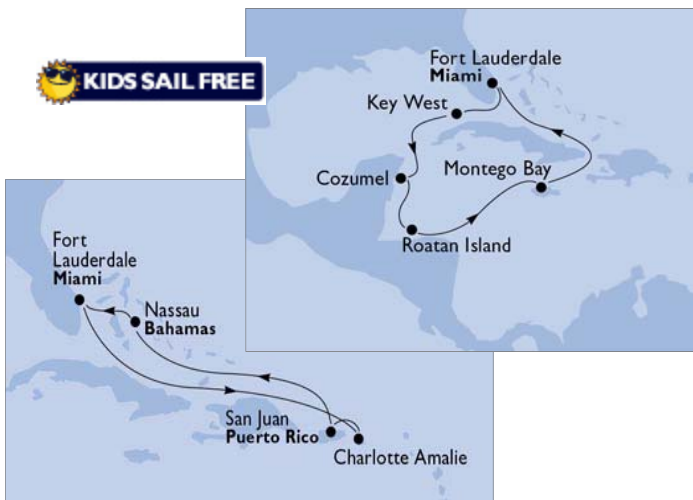 KIDS SAIL FREE
Fort Lauderdale
Miami
Key West
Cozumel
Montego Bay
Roatan Island
Fort
Lauderdale
Miami
Nassau
Bahamas
San Juan
Puerto Rico
Charlotte Amalie